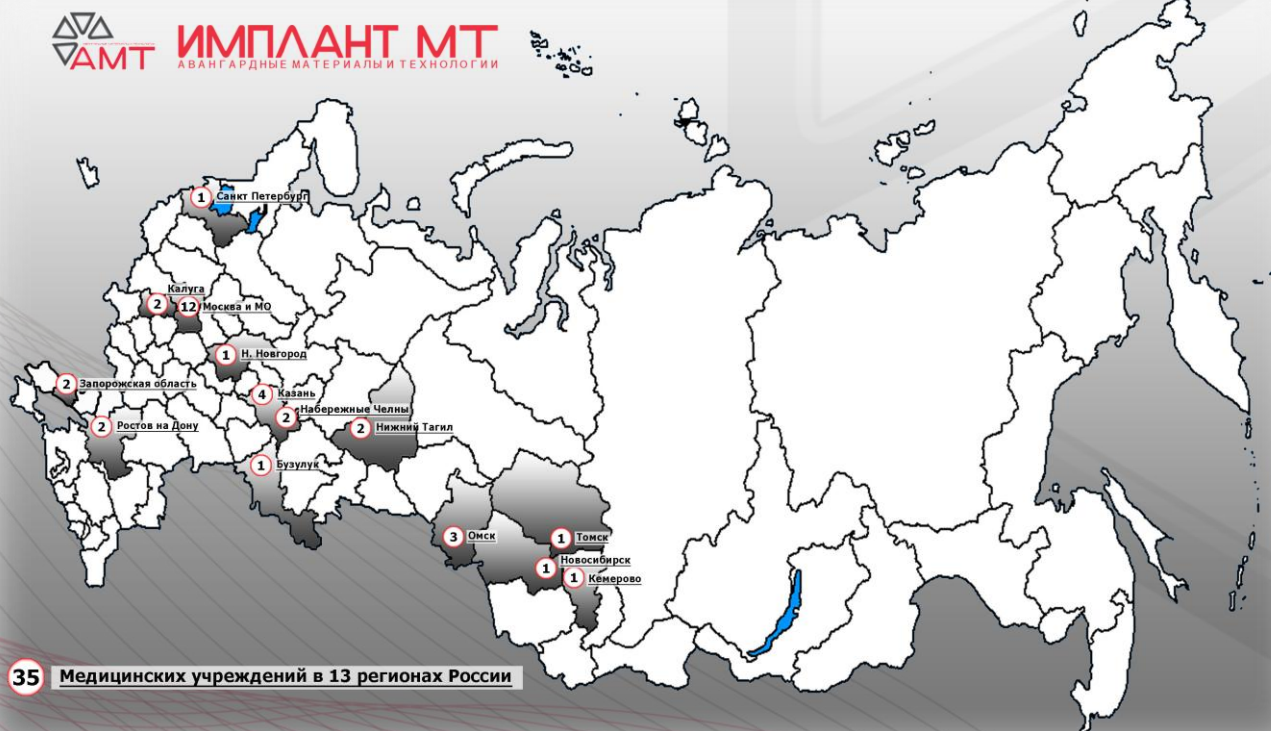 ИМПЛАНТ МТ
АМТ
АВАНГАРДНЫЕ МАТЕРИАЛЫ И ТЕХНОЛОГИИ
1 Санкт Петербург
Калуга
2
12 Москва и МО
1 Н. Новгород
2 Запорожская область
4 Казань
2 Набережные Челны
2 Ростов на Дону
2 Нижний Тагил
1 Бузулук
3 Омск
1 Томск
1 Новосибирск
1 Кемерово
35 Медицинских учреждений в 13 регионах России